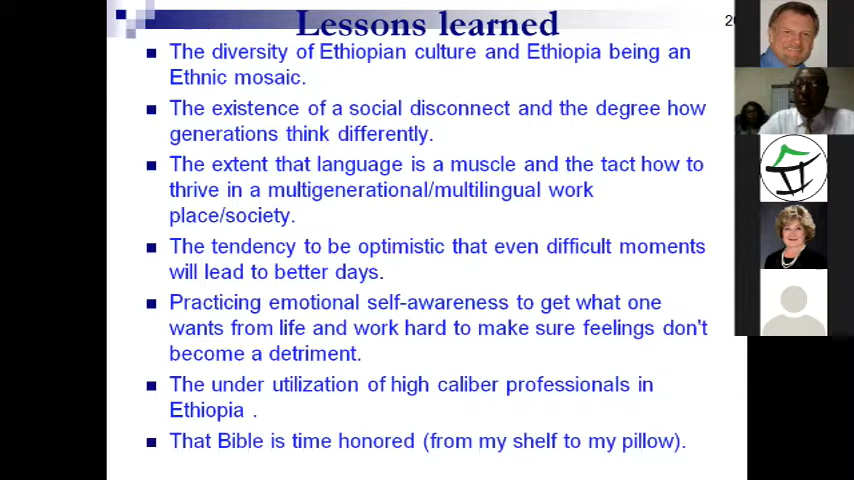 Lessons learned
The diversity of Ethiopian culture and Ethiopia being an
Ethnic mosaic.
The existence of a social disconnect and the degree how
generations think differently.
The extent that language is a muscle and the tact how to
thrive in a multigenerational/multilingual work
place/society.
The tendency to be optimistic that even difficult moments
will lead to better days.
Practicing emotional self-awareness to get what one
wants from life and work hard to make sure feelings don't
become a detriment.
The under utilization of high caliber professionals in
Ethiopia .
That Bible is time honored (from my shelf to my pillow).